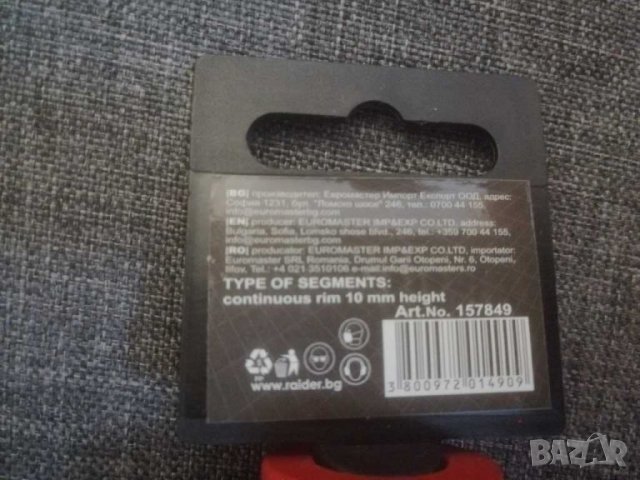 [BG] производител: Евромастер Импорт Експорт ООД, адрес:
София 1231, бул. "Ломско шосе" 246, тел.: 0700 44 155,
info@euromasterbg.com
[EN] producer: EUROMASTER IMP&EXP CO.LTD, address:
Bulgaria, Sofia, Lomsko shose blvd., 246, tel.: +359 700 44 155,
info@euromasterbg.com
[RO] producer: EUROMASTER IMP&EXP CO.LTD, importator:
Euromaster SRL Romania. Drumul Garii Otopeni, Nr. 6, Otopeni,
Ilfov. Tel.: +4 021 3510106 e-mail:info@euromasters.ro
TYPE OF SEGMENTS:
continuous rim 10 mm height
Art.No. 157849
www.raider.bg
3 800972 014909
BAZAR